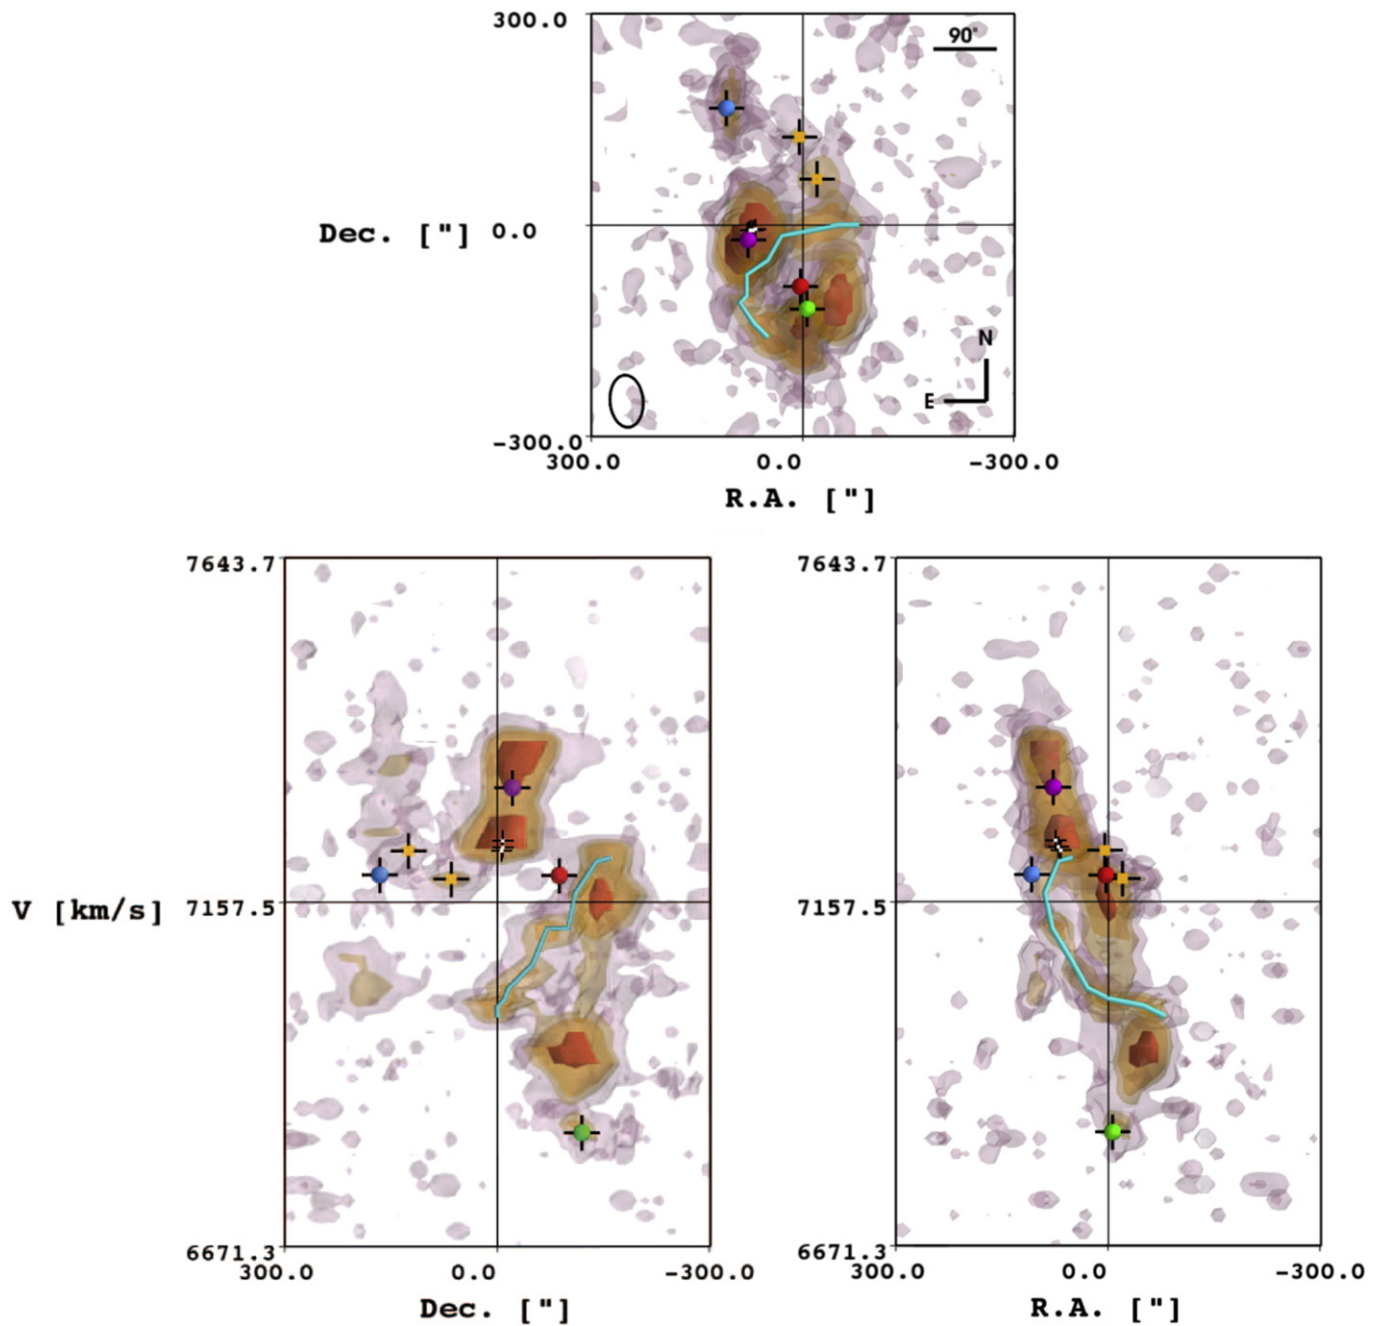 300.0
90"
Dec. ["] 0.0
N
E
-300.0
300.0 0.0 -300.0
R.A. ["]
7643.7 7643.7
V [km/s] 7157.5 7157.5
6671.3 6671.3
300.0 0.0 -300.0 300.0 0.0 -300.0
Dec. ["] R.A. ["]